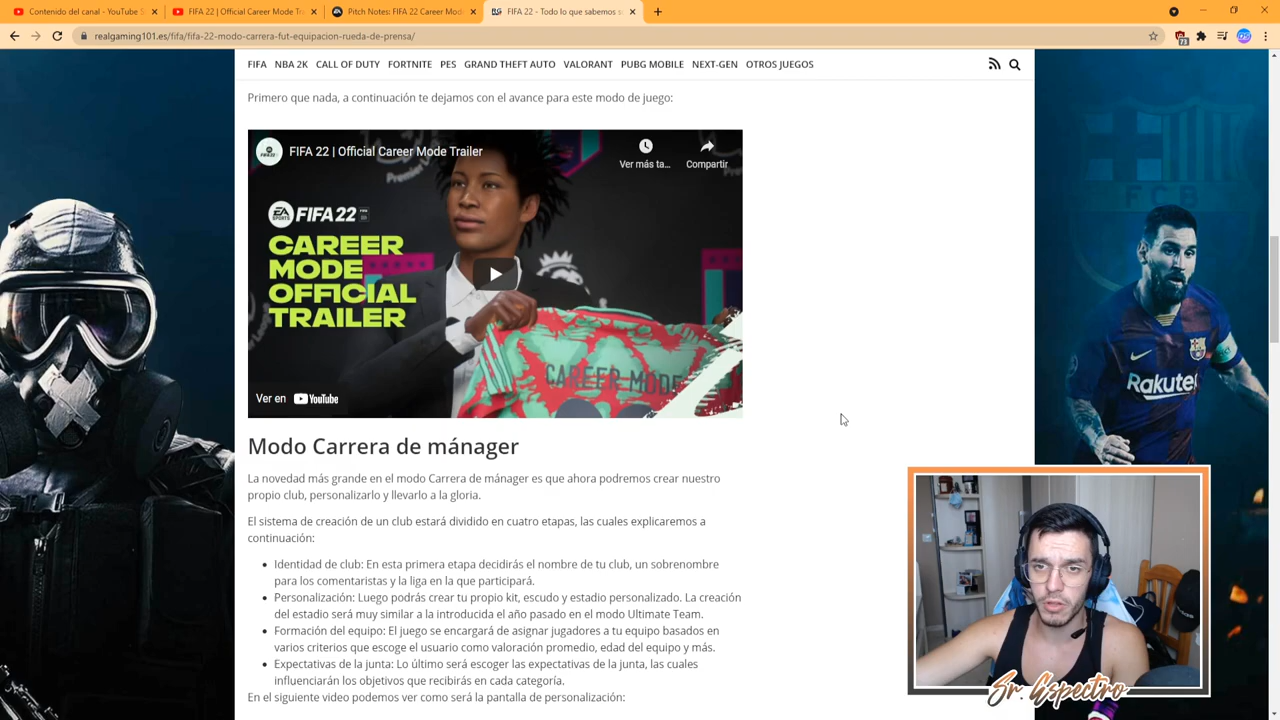 Contenido del canal - YouTube S
FIFA 22 | Official Career Mode Tr
Pitch Notes: FIFA 22 Career Mod
FIFA 22 - Todo lo que sabemos s
realgaming101.es/fifa/fifa-22-modo-carrera-fut-equipacion-rueda-de-prensa/
73
FIFA NBA 2K CALL OF DUTY FORTNITE PES GRAND THEFT AUTO VALORANT PUBG MOBILE NEXT-GEN OTROS JUEGOS
Primero que nada, a continuación te dejamos con el avance para este modo de juego:
FIFA 22 | Official Career Mode Trailer
Ver más ta...
Compartir
EA SPORTS FIFA 22
CAREER
MODE
OFFICIAL
TRAILER
CAREER MODE
Ver en YouTube
Modo Carrera de mánager
La novedad más grande en el modo Carrera de mánager es que ahora podremos crear nuestro
propio club, personalizarlo y llevarlo a la gloria.
El sistema de creación de un club estará dividido en cuatro etapas, las cuales explicaremos a
continuación:
• Identidad de club: En esta primera etapa decidirás el nombre de tu club, un sobrenombre
para los comentaristas y la liga en la que participará.
• Personalización: Luego podrás crear tu propio kit, escudo y estadio personalizado. La creación
del estadio será muy similar a la introducida el año pasado en el modo Ultimate Team.
• Formación del equipo: El juego se encargará de asignar jugadores a tu equipo basados en
varios criterios que escoge el usuario como valoración promedio, edad del equipo y más.
• Expectativas de la junta: Lo último será escoger las expectativas de la junta, las cuales
influenciarán los objetivos que recibirás en cada categoría.
En el siguiente video podemos ver como será la pantalla de personalización:
FCB
Rakuten
Sr. Gspectro